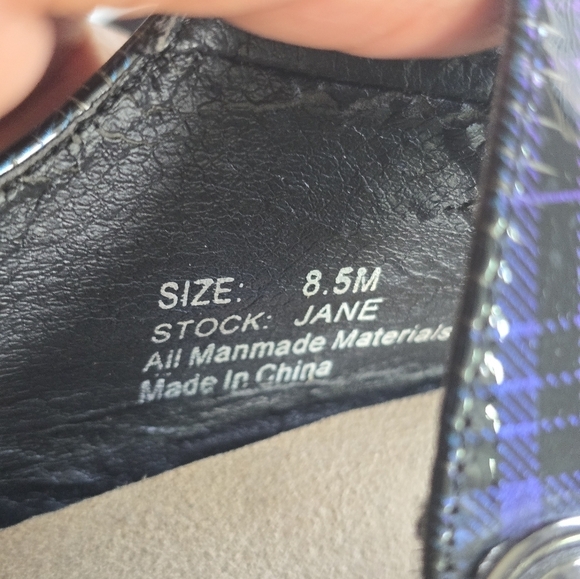 SIZE: 8.5M
STOCK: JANE
All Manmade Materials
Made In China